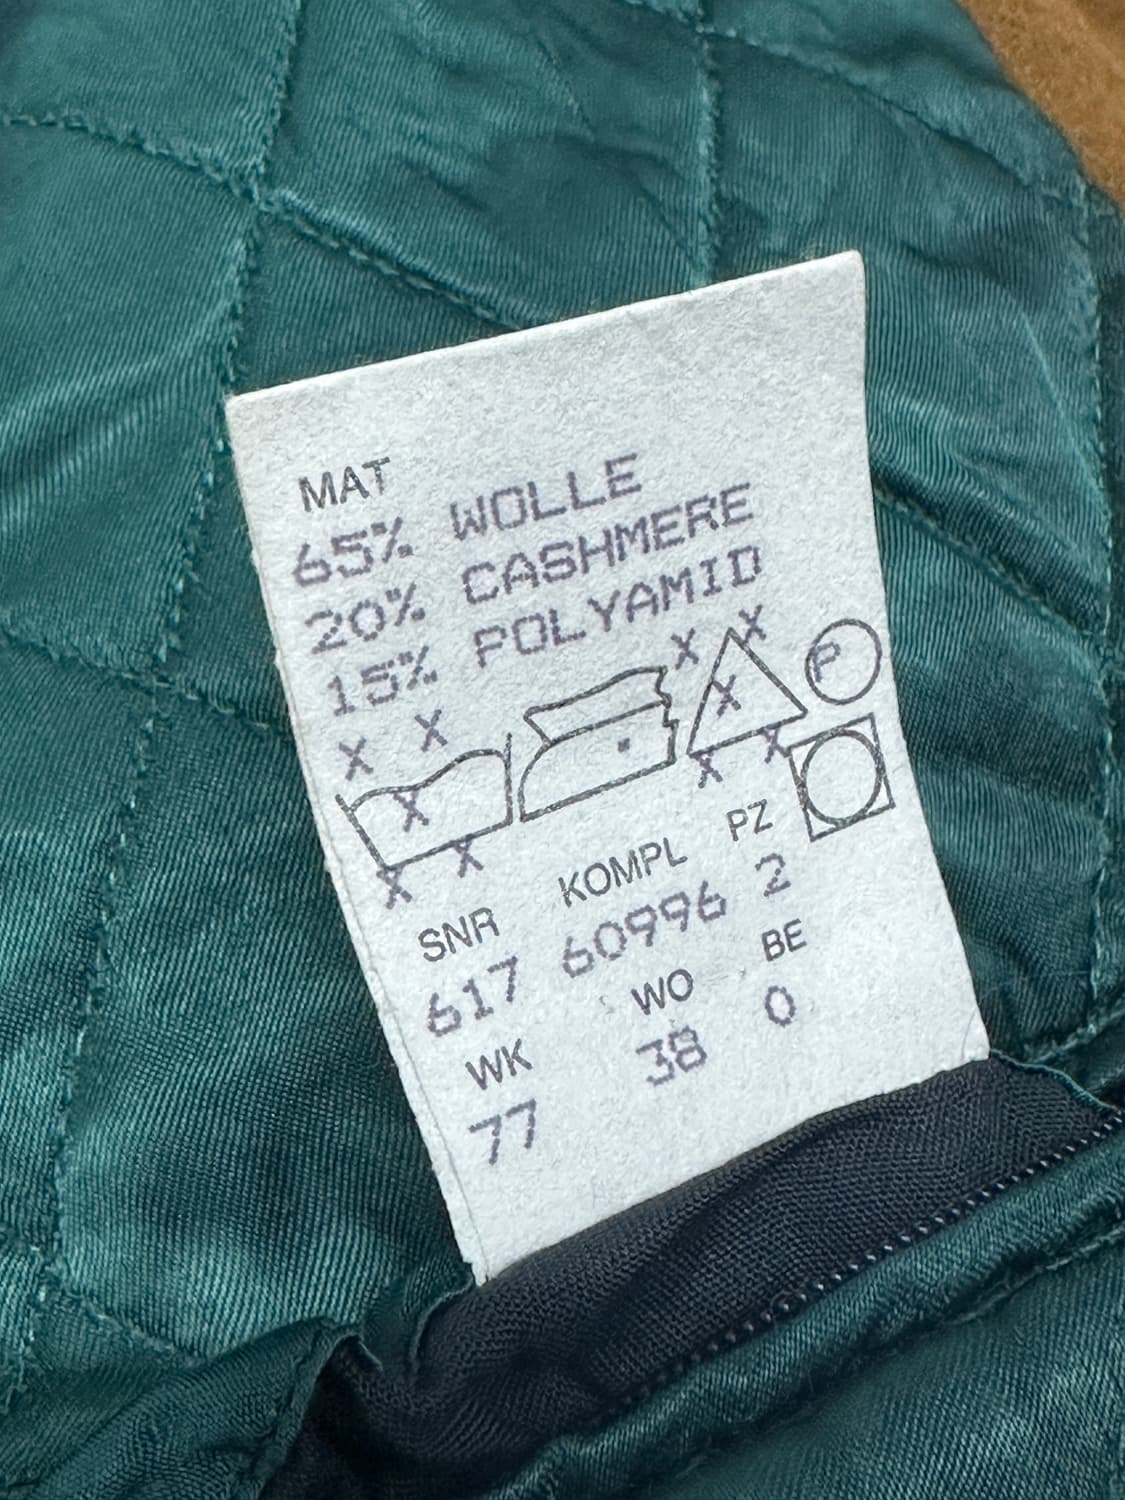 MAT
65% WOLLE
20% CASHMERE
15% POLYAMID
X X X X
X X P
X X X X
SNR KOMPL PZ
617 60996 2
WK WO BE
77 38 0